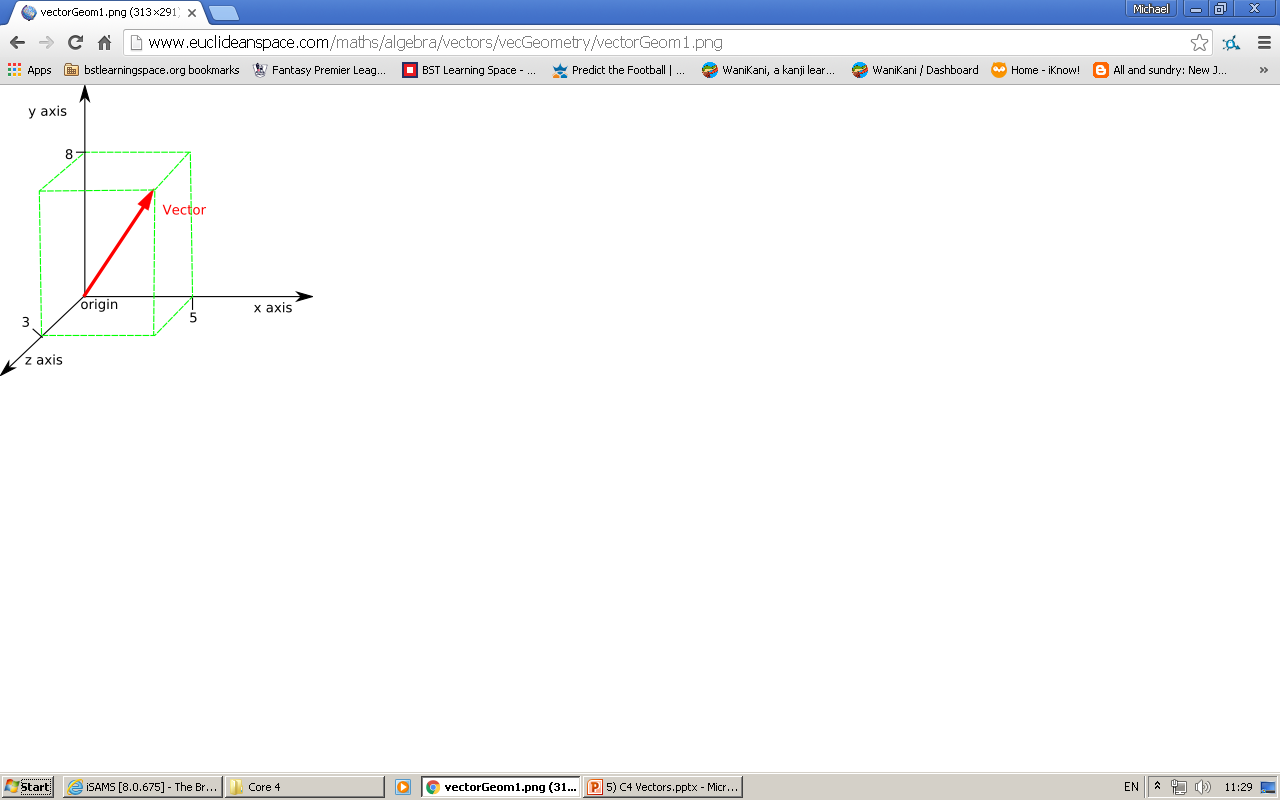 vectorGeom1.png (313×291)
Michael
www.euclideanspace.com/maths/algebra/vectors/vecGeometry/vectorGeom1.png
Apps bstlearningspace.org bookmarks Fantasy Premier Leag... BST Learning Space - ... Predict the Football | ... WaniKani, a kanji lear... WaniKani / Dashboard Home - iKnow! All and sundry: New J... »
y axis
8
Vector
origin
x axis
5
3
z axis
Start iSAMS [8.0.675] - The Br... Core 4 vectorGeom1.png (31... 5) C4 Vectors.pptx - Micr... EN 11:29